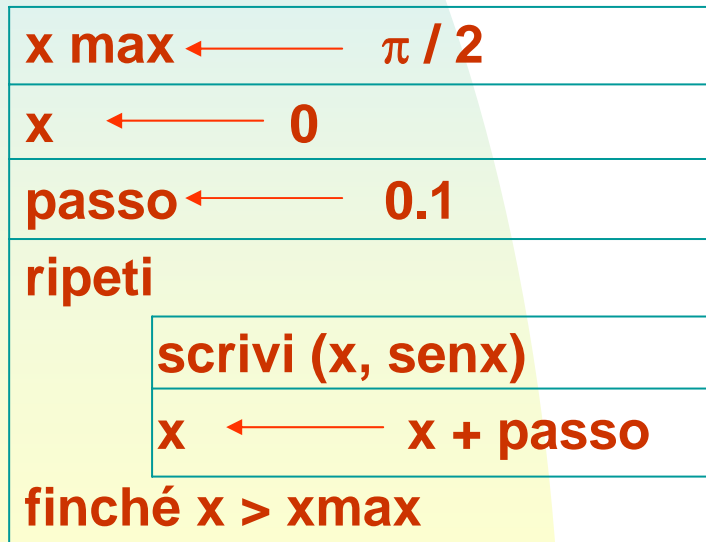 x max ← π / 2
x ← 0
passo ← 0.1
ripeti
scrivi (x, senx)
x ← x + passo
finché x > xmax